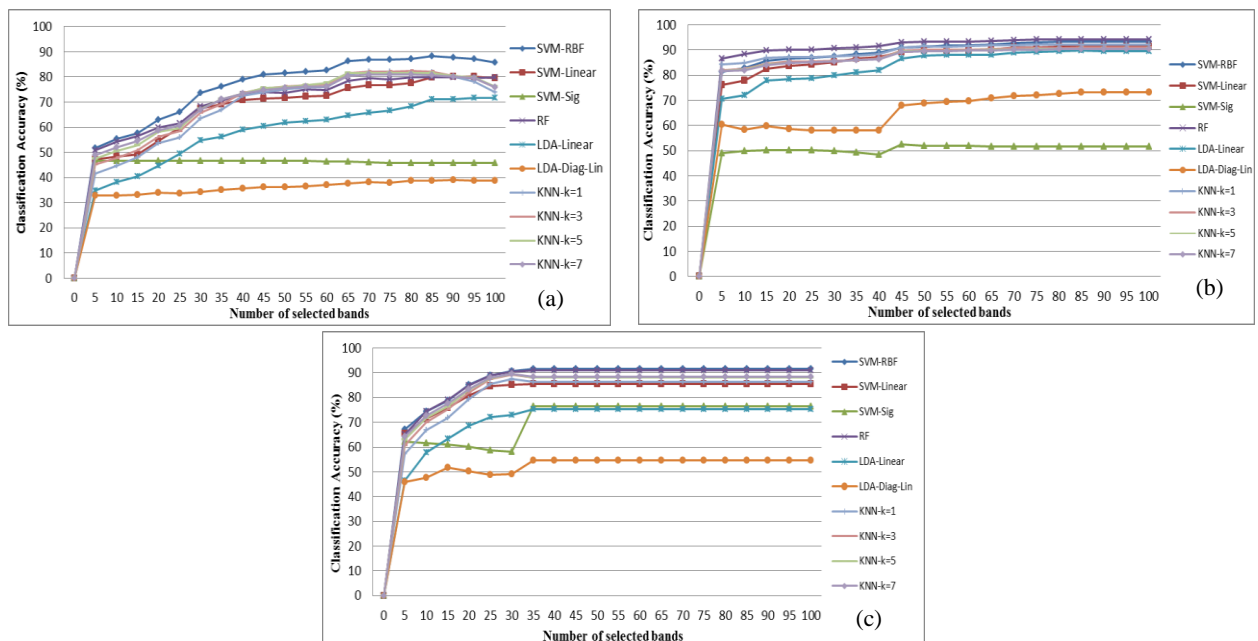 Classification Accuracy (%)
100
90
80
70
60
50
40
30
20
10
0
0 5 10 15 20 25 30 35 40 45 50 55 60 65 70 75 80 85 90 95 100
Number of selected bands
SVM-RBF
SVM-Linear
SVM-Sig
RF
LDA-Linear
LDA-Diag-Lin
KNN-k=1
KNN-k=3
KNN-k=5
KNN-k=7
(a)
Classification Accuracy (%)
100
90
80
70
60
50
40
30
20
10
0
0 5 10 15 20 25 30 35 40 45 50 55 60 65 70 75 80 85 90 95 100
Number of selected bands
SVM-RBF
SVM-Linear
SVM-Sig
RF
LDA-Linear
LDA-Diag-Lin
KNN-k=1
KNN-k=3
KNN-k=5
KNN-k=7
(b)
Classification Accuracy (%)
100
90
80
70
60
50
40
30
20
10
0
0 5 10 15 20 25 30 35 40 45 50 55 60 65 70 75 80 85 90 95 100
Number of selected bands
SVM-RBF
SVM-Linear
SVM-Sig
RF
LDA-Linear
LDA-Diag-Lin
KNN-k=1
KNN-k=3
KNN-k=5
KNN-k=7
(c)